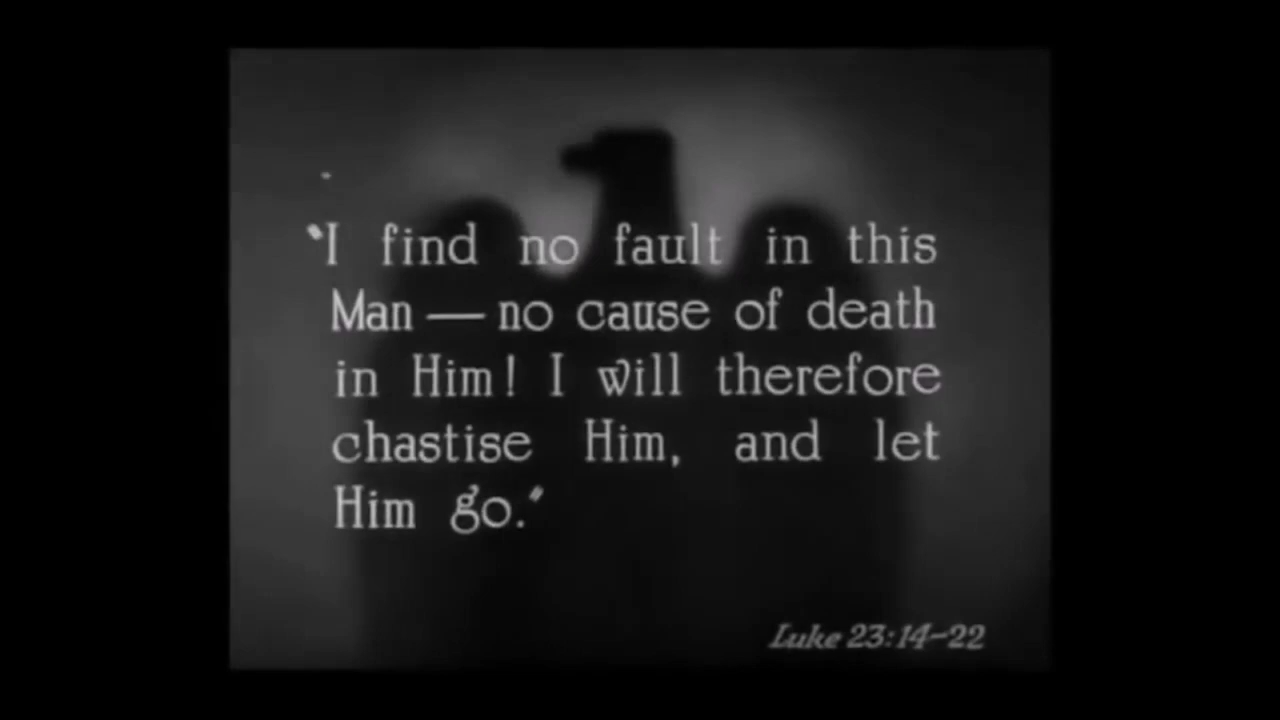 "I find no fault in this
Man — no cause of death
in Him! I will therefore
chastise Him, and let
Him go."
Luke 23:14-22